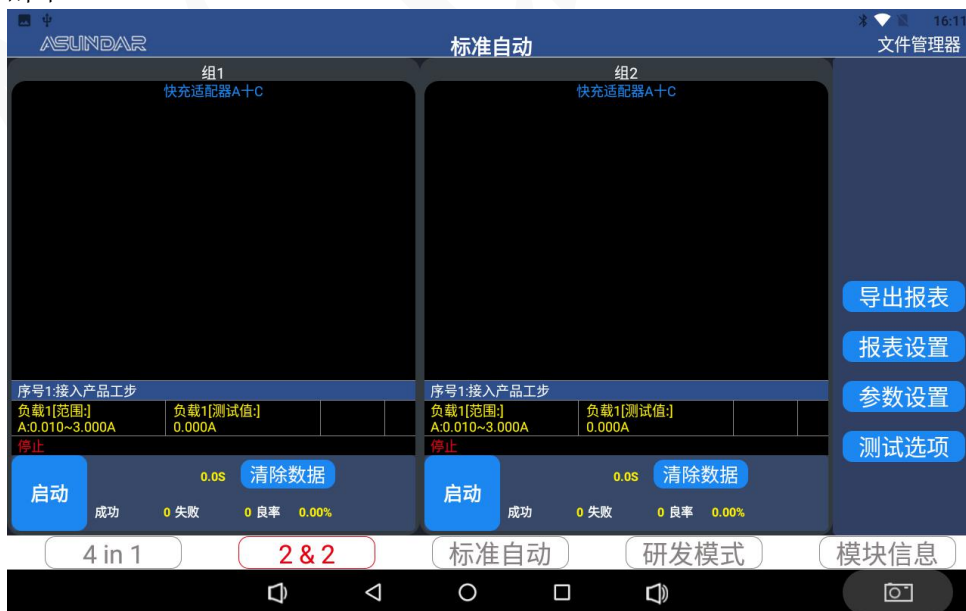 16:11
ASUNDAR
标准自动
文件管理器
组1
快充适配器A十C
序号1:接入产品工步
负载1[范围:]
A:0.010~3.000A
负载1[测试值:]
0.000A
停止
启动
0.0S
清除数据
成功 0 失败 0 良率 0.00%
组2
快充适配器A十C
序号1:接入产品工步
负载1[范围:]
A:0.010~3.000A
负载1[测试值:]
0.000A
停止
启动
0.0S
清除数据
成功 0 失败 0 良率 0.00%
导出报表
报表设置
参数设置
测试选项
4 in 1
2 & 2
标准自动
研发模式
模块信息